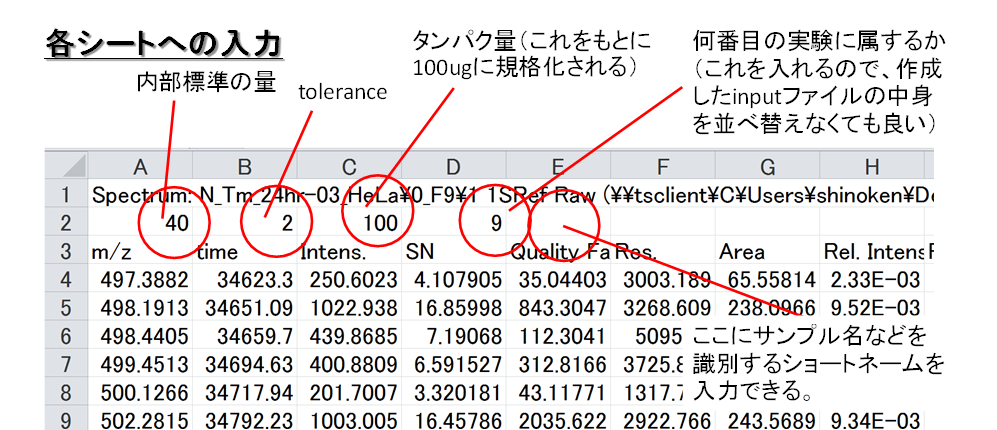 各シートへの入力
内部標準の量
tolerance
タンパク量（これをもとに
100ugに規格化される）
何番目の実験に属するか
（これを入れるので、作成
したinputファイルの中身
を並べ替えなくても良い）
A B C D E F G H
1 Spectrum: N_Tm_24hr-03_HeLa¥0_F9¥1 1SRef Raw (¥¥tsclient¥C¥Users¥shinoken¥De
2 40 2 100 9
3 m/z time Intens. SN Quality Fa Res. Area Rel. Intens
4 497.3882 34623.3 250.6023 4.107905 35.04403 3003.189 65.55814 2.33E-03
5 498.1913 34651.09 1022.938 16.85998 843.3047 3268.609 238.0966 9.52E-03
6 498.4405 34659.7 439.8685 7.19068 112.3041 5095
7 499.4513 34694.63 400.8809 6.591527 312.8166 3725.8
8 500.1266 34717.94 201.7007 3.320181 43.11771 1317.7
9 502.2815 34792.23 1003.005 16.45786 2035.622 2922.766 243.5689 9.34E-03
ここにサンプル名などを
識別するショートネームを
入力できる。